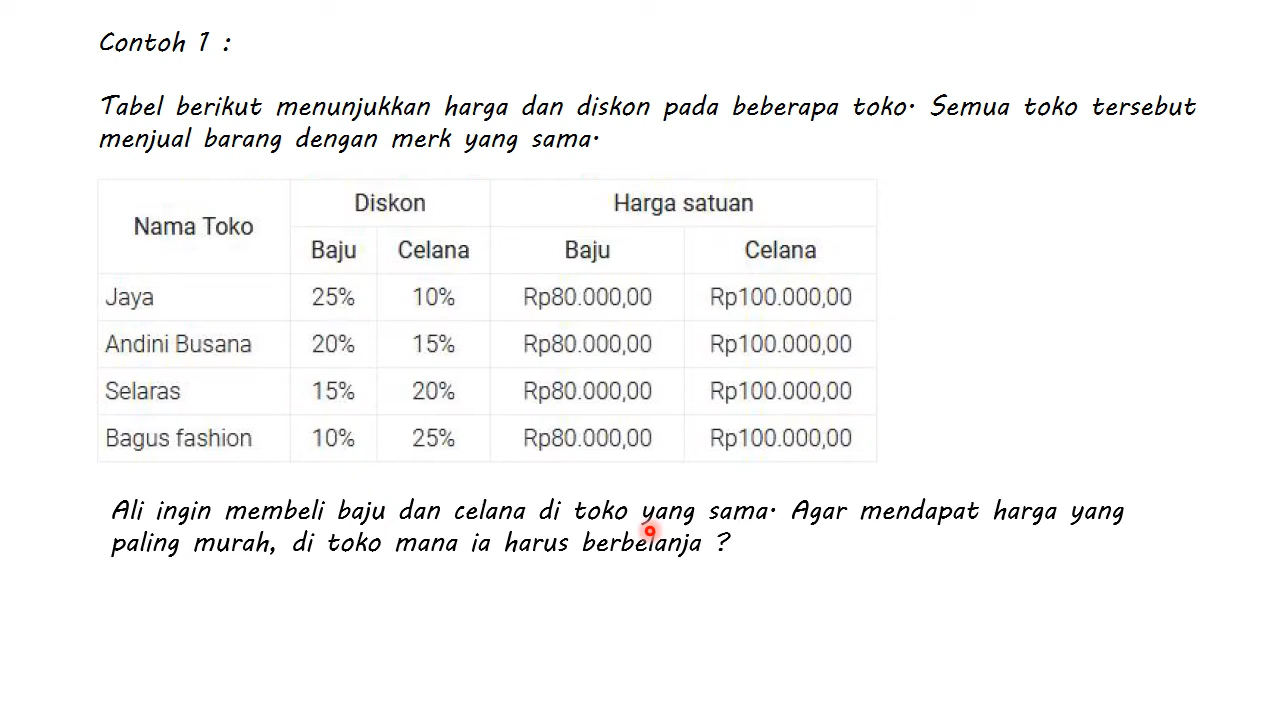 Contoh 1 :
Tabel berikut menunjukkan harga dan diskon pada beberapa toko. Semua toko tersebut
menjual barang dengan merk yang sama.
Nama Toko Diskon Harga satuan
Baju Celana Baju Celana
Jaya 25% 10% Rp80.000,00 Rp100.000,00
Andini Busana 20% 15% Rp80.000,00 Rp100.000,00
Selaras 15% 20% Rp80.000,00 Rp100.000,00
Bagus fashion 10% 25% Rp80.000,00 Rp100.000,00
Ali ingin membeli baju dan celana di toko yang sama. Agar mendapat harga yang
paling murah, di toko mana ia harus berbelanja ?